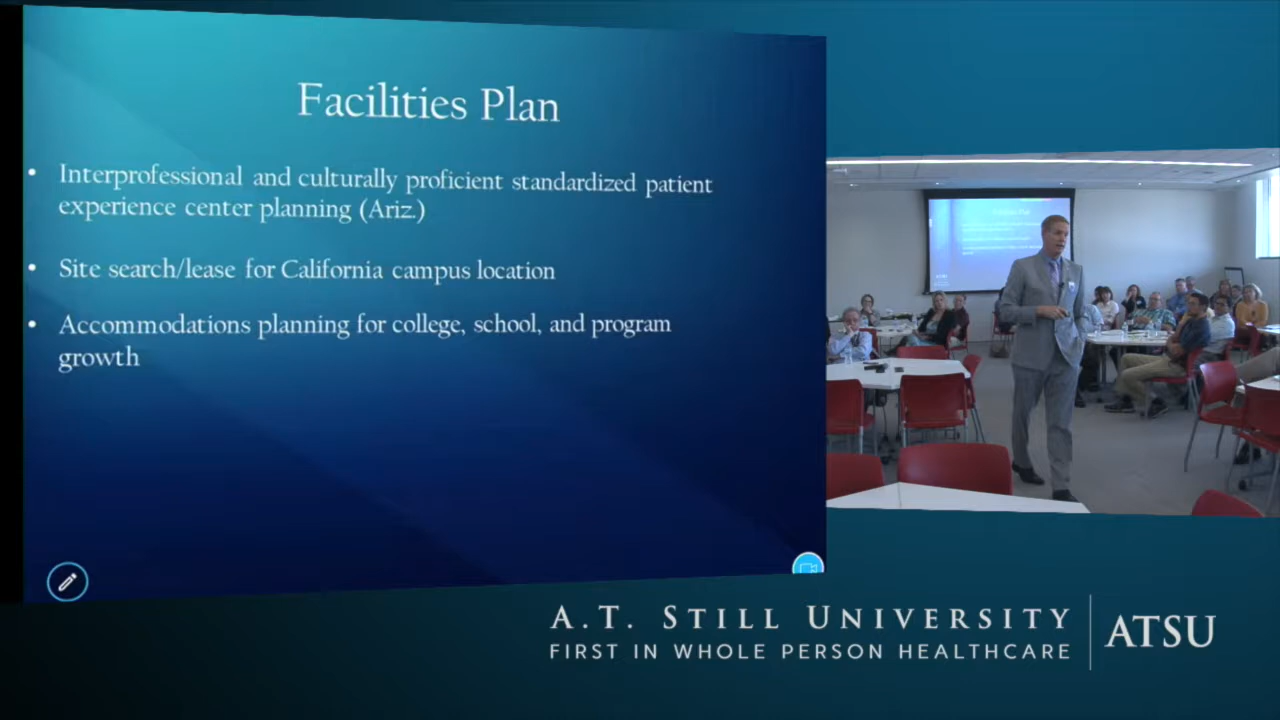 Facilities Plan
• Interprofessional and culturally proficient standardized patient
experience center planning (Ariz.)
• Site search/lease for California campus location
• Accommodations planning for college, school, and program
growth
A.T. STILL UNIVERSITY
FIRST IN WHOLE PERSON HEALTHCARE
ATSU